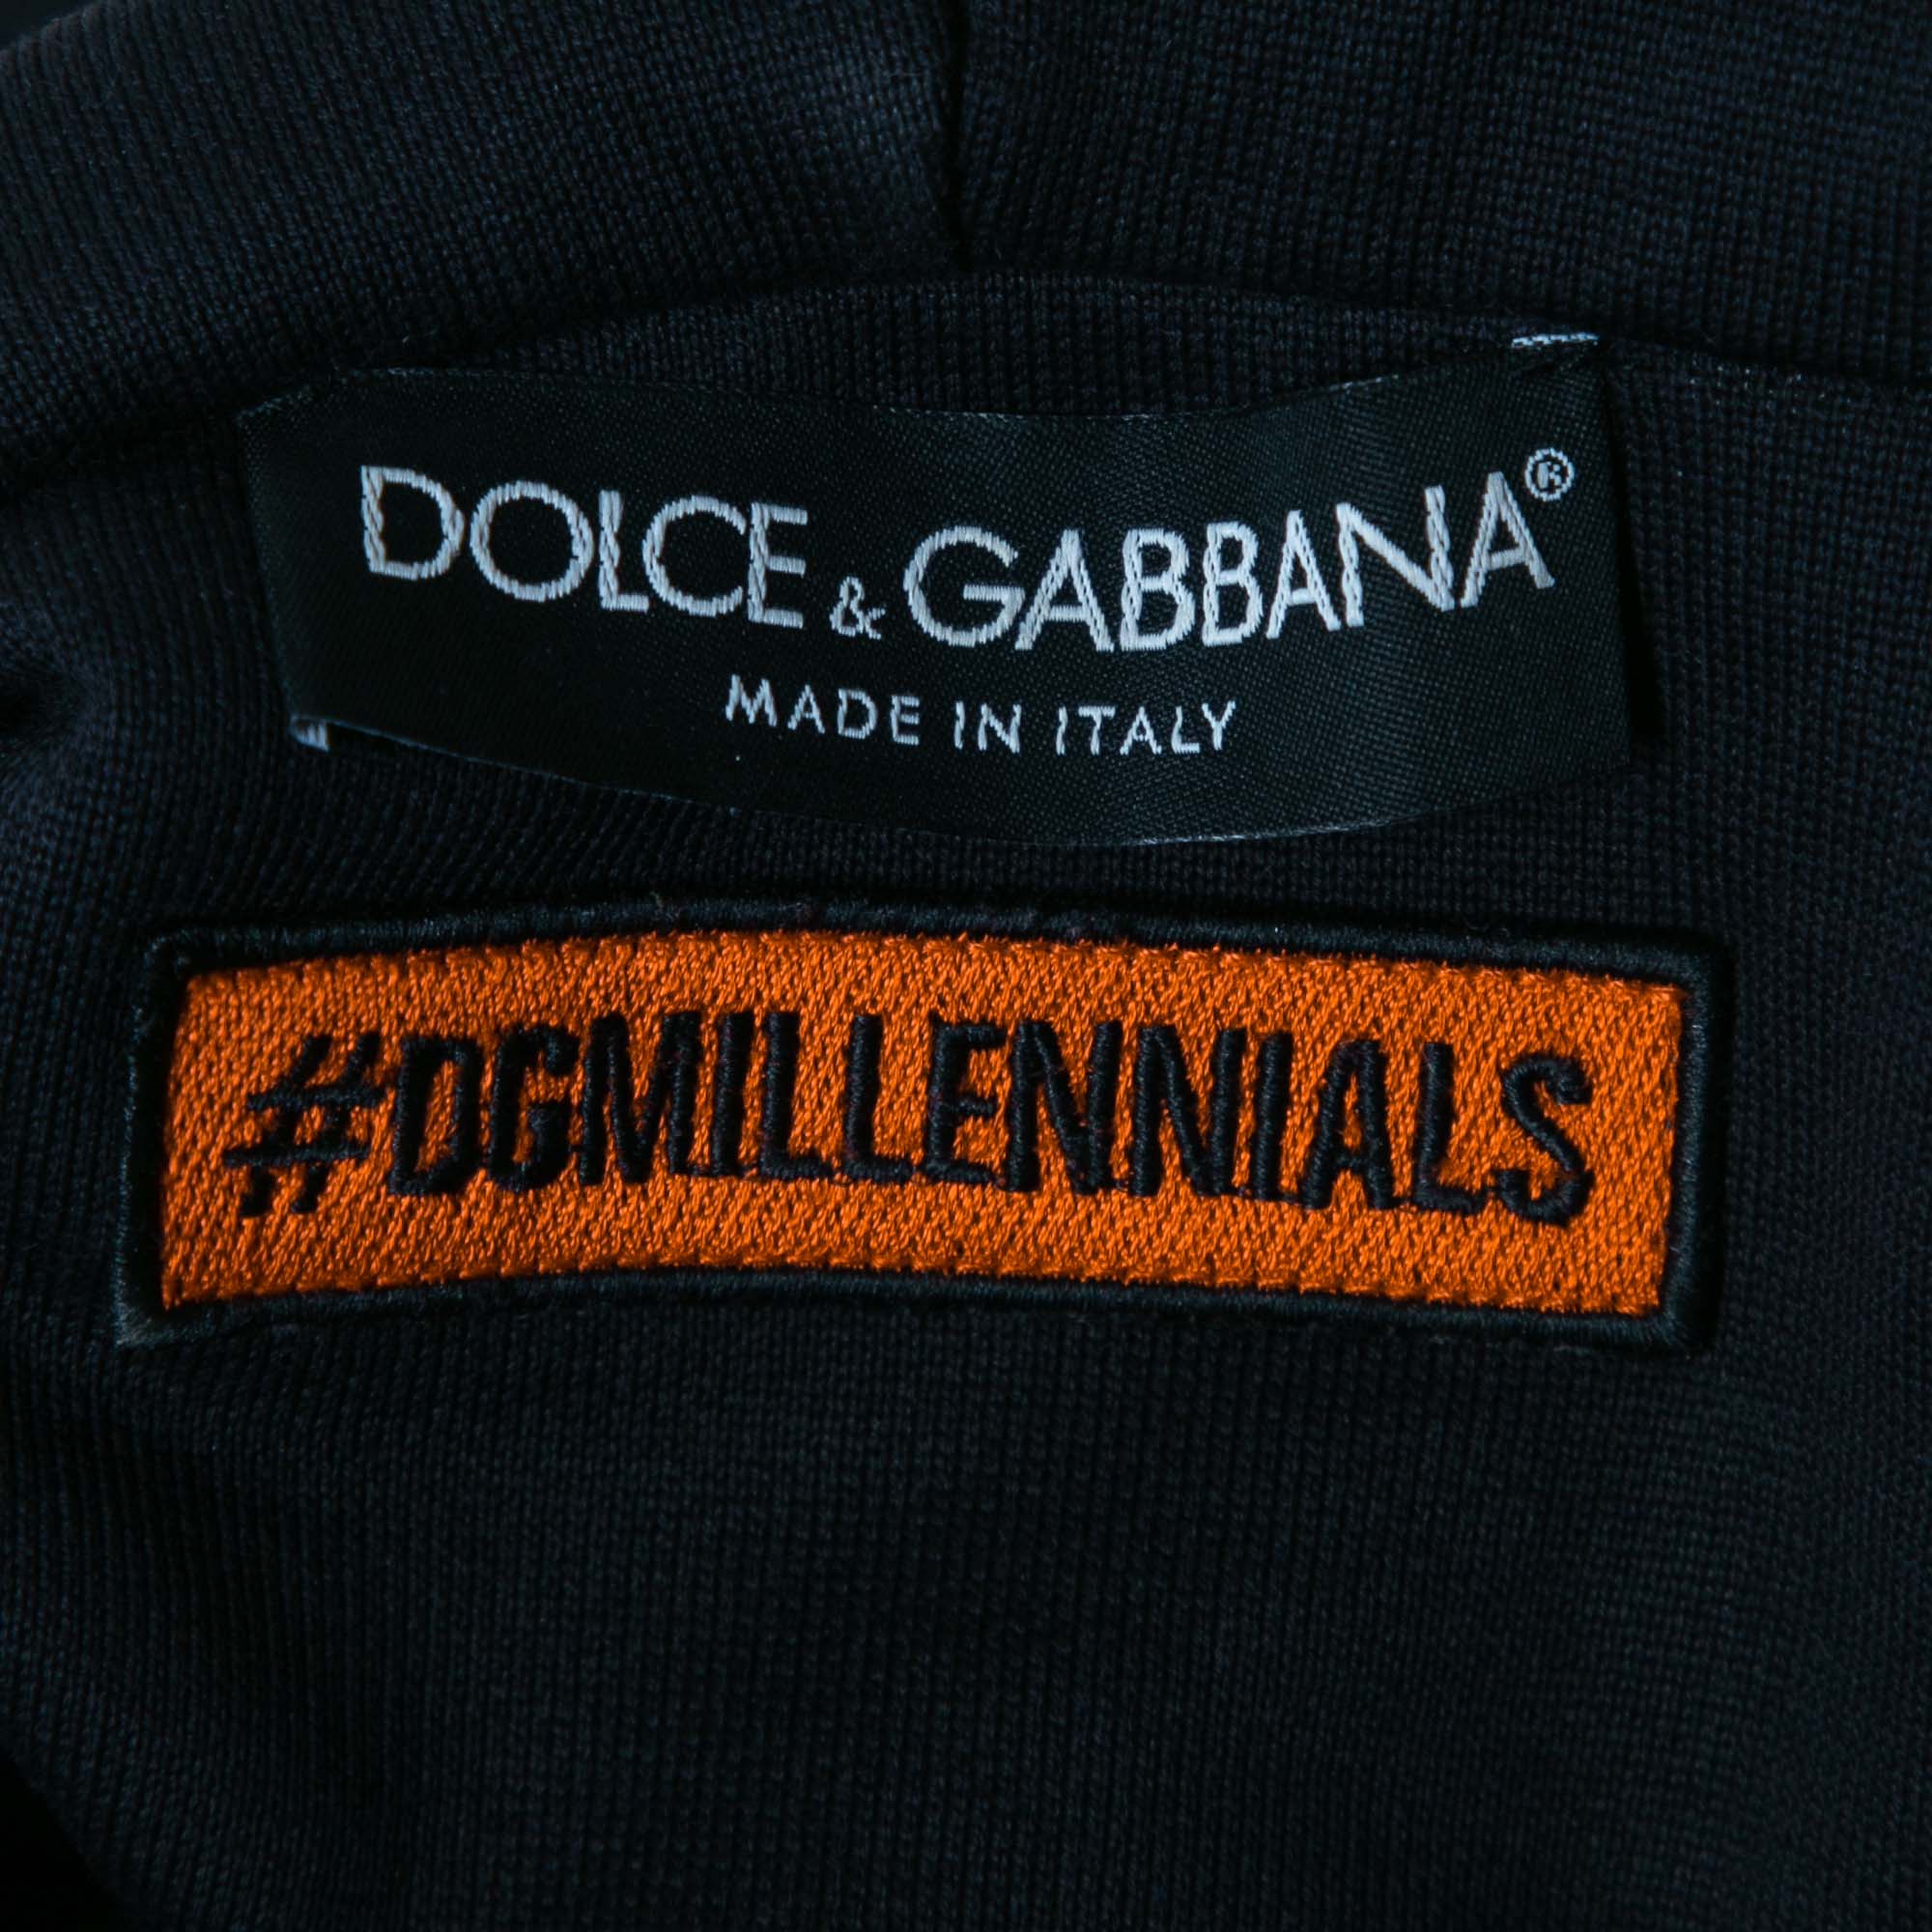 DOLCE & GABBANA®
MADE IN ITALY
#DGMILLENNIALS